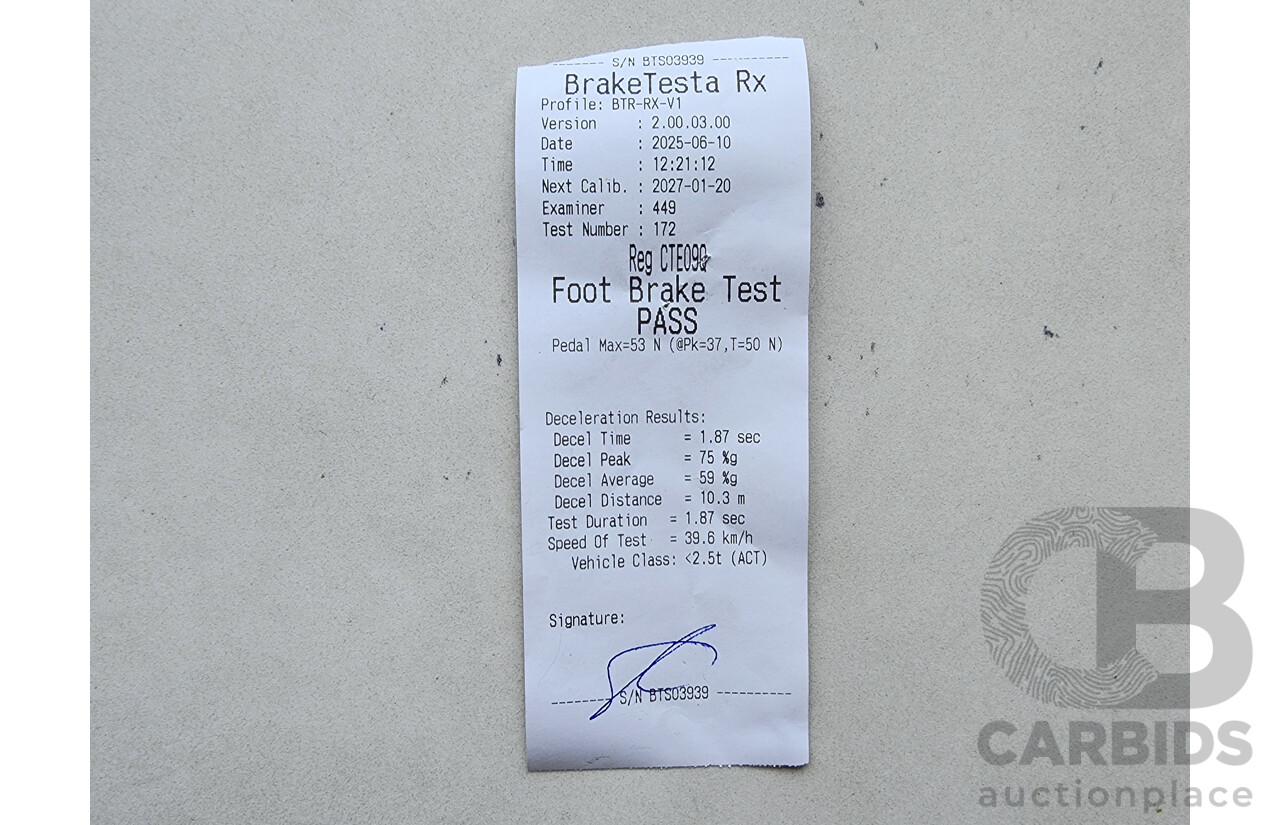 ------- S/N BTS03939 ----------
BrakeTesta Rx
Profile: BTR-RX-V1
Version : 2.00.03.00
Date : 2025-06-10
Time : 12:21:12
Next Calib. : 2027-01-20
Examiner : 449
Test Number : 172
Reg
Foot Brake Test
PASS
Pedal Max=53 N (@Pk=37,T=50 N)
Deceleration Results:
Decel Time = 1.87 sec
Decel Peak = 75 %g
Decel Average = 59 %g
Decel Distance = 10.3 m
Test Duration = 1.87 sec
Speed Of Test = 39.6 km/h
Vehicle Class: <2.5t (ACT)
Signature:
-------- S/N BTS03939 ----------
CB
CARBIDS
auctionplace